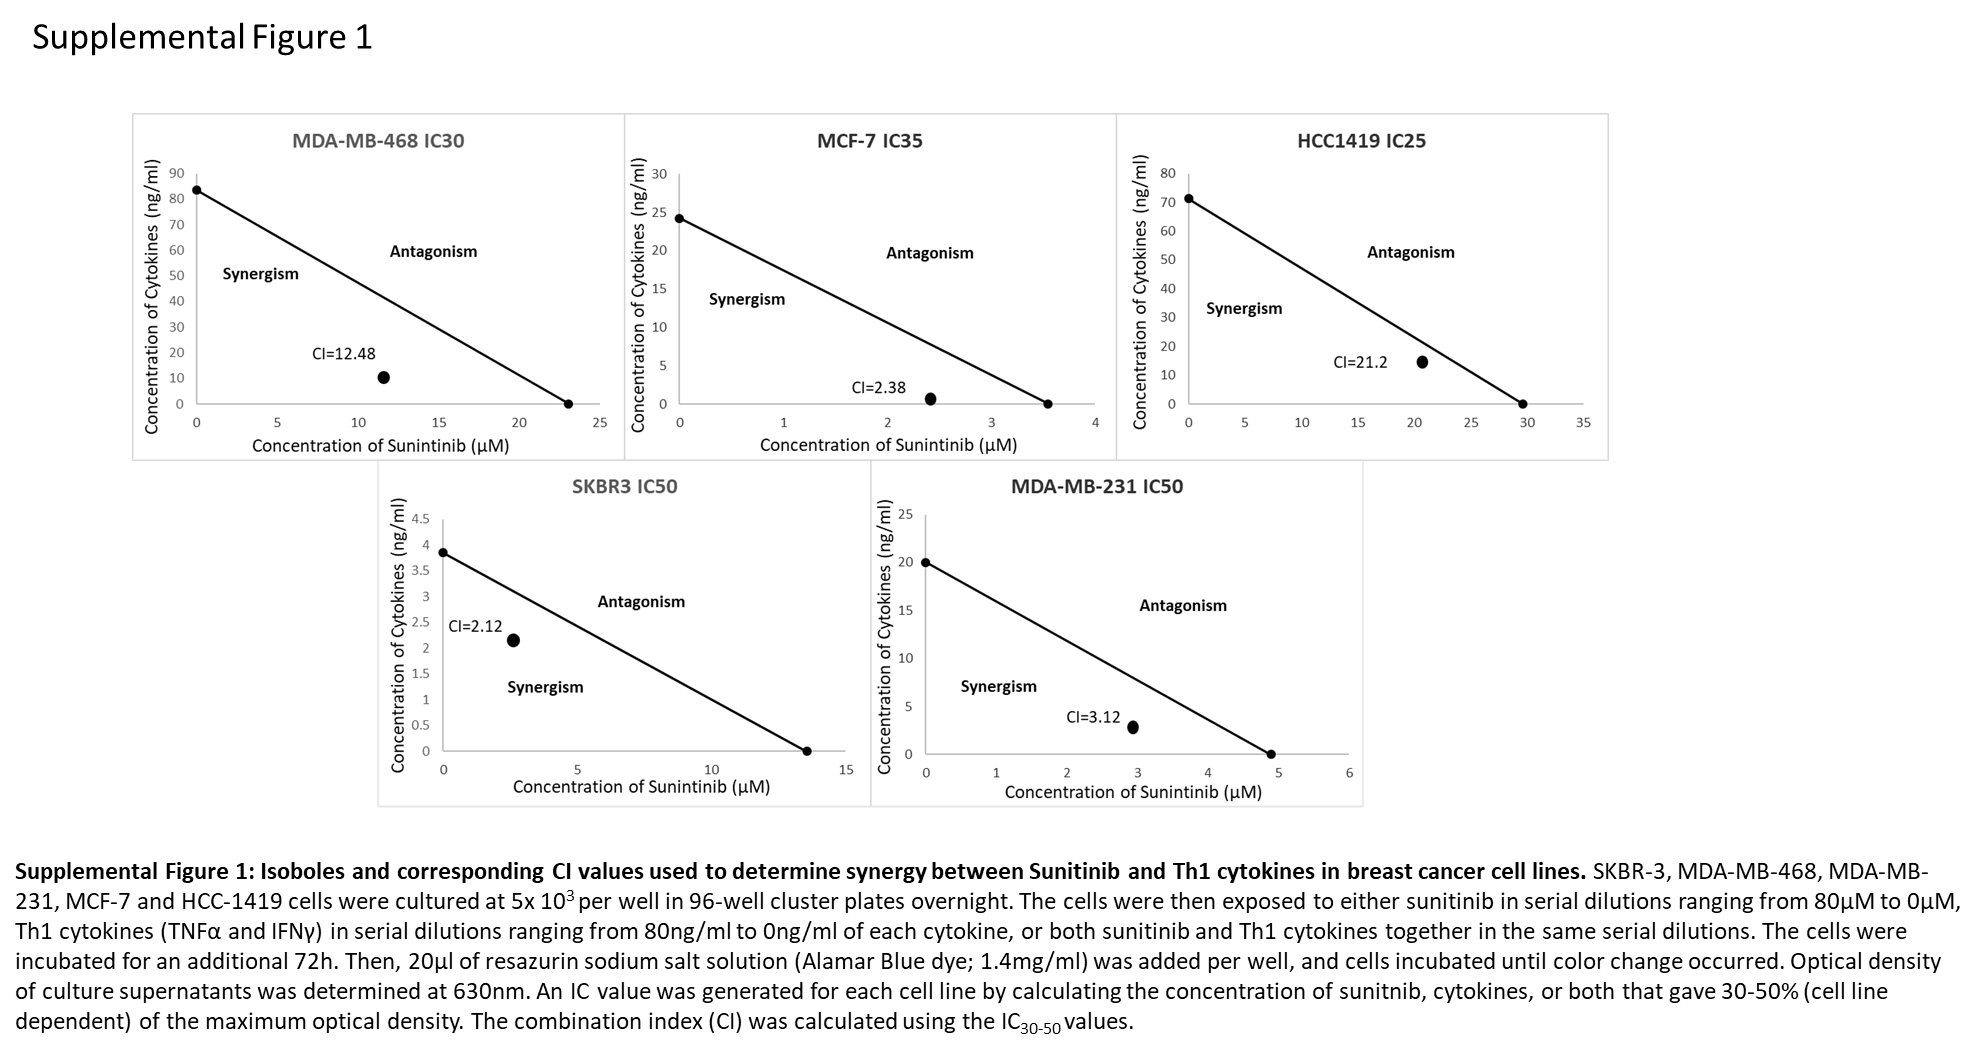 Supplemental Figure 1
MDA-MB-468 IC30
Concentration of Cytokines (ng/ml)
90
80
70
60
50
40
30
20
10
0
Synergism
Antagonism
CI=12.48
0 5 10 15 20 25
Concentration of Sunintinib (µM)
MCF-7 IC35
Concentration of Cytokines (ng/ml)
30
25
20
15
10
5
0
Antagonism
Synergism
CI=2.38
0 1 2 3 4
Concentration of Sunintinib (µM)
HCC1419 IC25
Concentration of Cytokines (ng/ml)
80
70
60
50
40
30
20
10
0
Antagonism
Synergism
CI=21.2
0 5 10 15 20 25 30 35
Concentration of Sunintinib (µM)
SKBR3 IC50
Concentration of Cytokines (ng/ml)
4.5
4
3.5
3
2.5
2
1.5
1
0.5
0
Antagonism
CI=2.12
Synergism
0 5 10 15
Concentration of Sunintinib (µM)
MDA-MB-231 IC50
Concentration of Cytokines (ng/ml)
25
20
15
10
5
0
Antagonism
Synergism
CI=3.12
0 1 2 3 4 5 6
Concentration of Sunintinib (µM)
Supplemental Figure 1: Isoboles and corresponding CI values used to determine synergy between Sunitinib and Th1 cytokines in breast cancer cell lines. SKBR-3, MDA-MB-468, MDA-MB-
231, MCF-7 and HCC-1419 cells were cultured at 5x 10³ per well in 96-well cluster plates overnight. The cells were then exposed to either sunitinib in serial dilutions ranging from 80µM to 0µM,
Th1 cytokines (TNFα and IFNγ) in serial dilutions ranging from 80ng/ml to 0ng/ml of each cytokine, or both sunitinib and Th1 cytokines together in the same serial dilutions. The cells were
incubated for an additional 72h. Then, 20µl of resazurin sodium salt solution (Alamar Blue dye; 1.4mg/ml) was added per well, and cells incubated until color change occurred. Optical density
of culture supernatants was determined at 630nm. An IC value was generated for each cell line by calculating the concentration of sunitnib, cytokines, or both that gave 30-50% (cell line
dependent) of the maximum optical density. The combination index (CI) was calculated using the IC30-50 values.